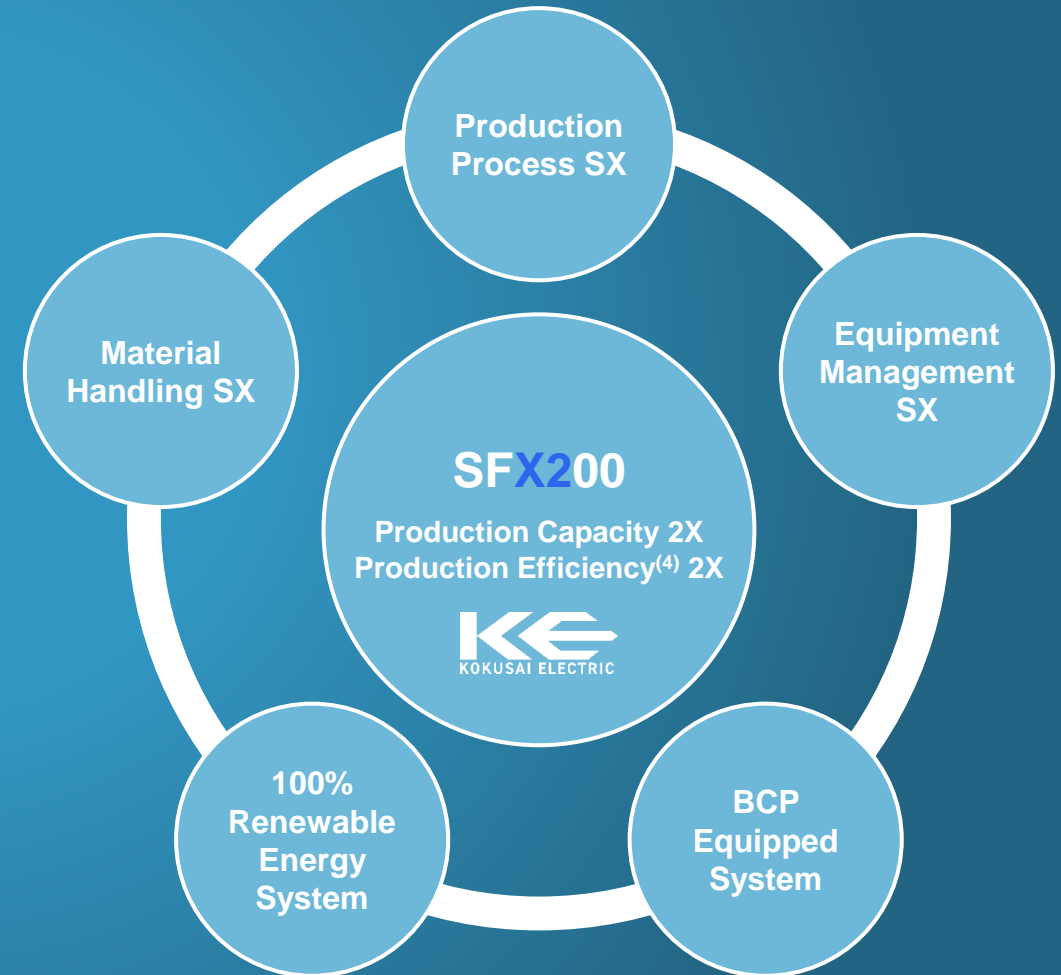 Production
Process SX
Equipment
Management
SX
Material
Handling SX
SFX200
Production Capacity 2X
Production Efficiency(4) 2X
KE
KOKUSAI ELECTRIC
100%
Renewable
Energy
System
BCP
Equipped
System